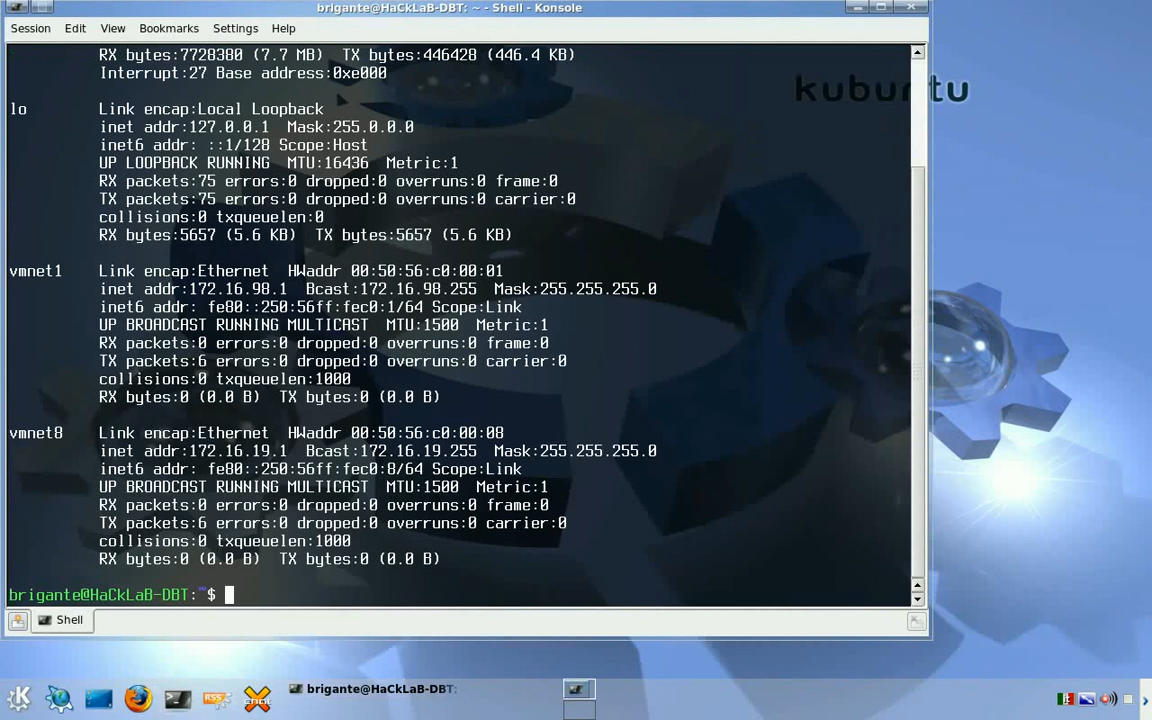 brigante@HaCkLaB-DBT: ~ - Shell - Konsole
Session Edit View Bookmarks Settings Help
RX bytes:7728380 (7.7 MB)  TX bytes:446428 (446.4 KB)
Interrupt:27 Base address:0xe000
kubuntu
lo Link encap:Local Loopback
inet addr:127.0.0.1  Mask:255.0.0.0
inet6 addr: ::1/128 Scope:Host
UP LOOPBACK RUNNING  MTU:16436  Metric:1
RX packets:75 errors:0 dropped:0 overruns:0 frame:0
TX packets:75 errors:0 dropped:0 overruns:0 carrier:0
collisions:0 txqueuelen:0
RX bytes:5657 (5.6 KB)  TX bytes:5657 (5.6 KB)
vmnet1 Link encap:Ethernet  HWaddr 00:50:56:c0:00:01
inet addr:172.16.98.1  Bcast:172.16.98.255  Mask:255.255.255.0
inet6 addr: fe80::250:56ff:fec0:1/64 Scope:Link
UP BROADCAST RUNNING MULTICAST  MTU:1500  Metric:1
RX packets:0 errors:0 dropped:0 overruns:0 frame:0
TX packets:6 errors:0 dropped:0 overruns:0 carrier:0
collisions:0 txqueuelen:1000
RX bytes:0 (0.0 B)  TX bytes:0 (0.0 B)
vmnet8 Link encap:Ethernet  HWaddr 00:50:56:c0:00:08
inet addr:172.16.19.1  Bcast:172.16.19.255  Mask:255.255.255.0
inet6 addr: fe80::250:56ff:fec0:8/64 Scope:Link
UP BROADCAST RUNNING MULTICAST  MTU:1500  Metric:1
RX packets:0 errors:0 dropped:0 overruns:0 frame:0
TX packets:6 errors:0 dropped:0 overruns:0 carrier:0
collisions:0 txqueuelen:1000
RX bytes:0 (0.0 B)  TX bytes:0 (0.0 B)
brigante@HaCkLaB-DBT:~$
Shell
RSS
brigante@HaCkLaB-DBT:
it